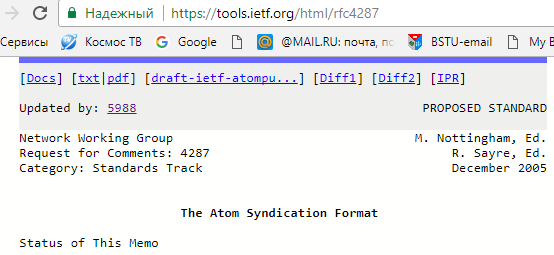 Надежный https://tools.ietf.org/html/rfc4287
Сервисы Космос ТВ Google @MAIL.RU: почта, по BSTU-email My B
[Docs] [txt|pdf] [draft-ietf-atompu...] [Diff1] [Diff2] [IPR]
Updated by: 5988 PROPOSED STANDARD
Network Working Group M. Nottingham, Ed.
Request for Comments: 4287 R. Sayre, Ed.
Category: Standards Track December 2005
The Atom Syndication Format
Status of This Memo